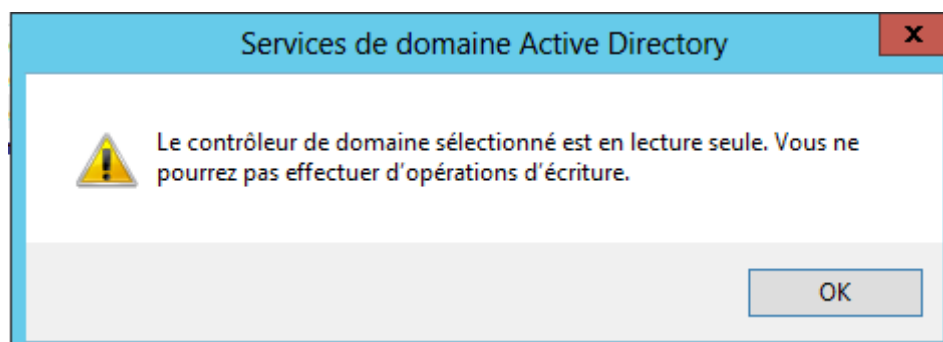 Services de domaine Active Directory
x
Le contrôleur de domaine sélectionné est en lecture seule. Vous ne
pourrez pas effectuer d'opérations d'écriture.
OK